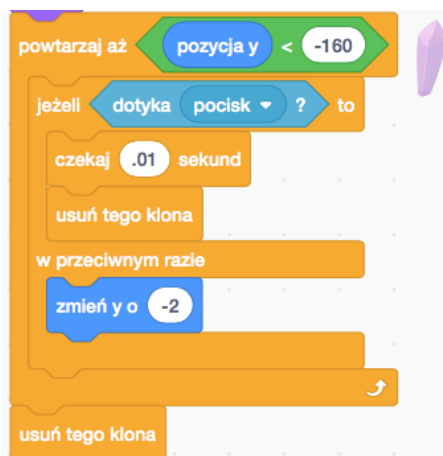 powtarzaj aż pozycja y < -160
jeżeli dotyka pocisk ? to
czekaj .01 sekund
usuń tego klona
w przeciwnym razie
zmień y o -2
usuń tego klona